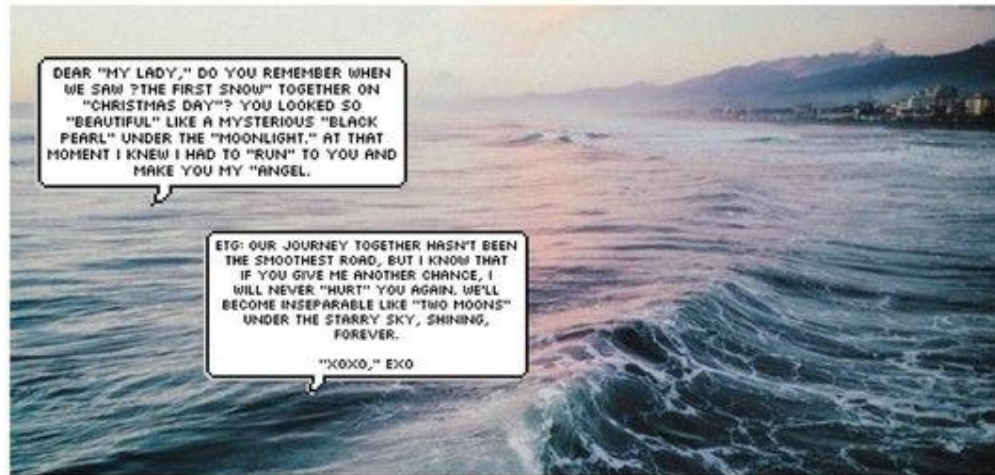 DEAR "MY LADY," DO YOU REMEMBER WHEN
WE SAW ?THE FIRST SNOW" TOGETHER ON
"CHRISTMAS DAY"? YOU LOOKED SO
"BEAUTIFUL" LIKE A MYSTERIOUS "BLACK
PEARL" UNDER THE "MOONLIGHT." AT THAT
MOMENT I KNEW I HAD TO "RUN" TO YOU AND
MAKE YOU MY "ANGEL.
ETG: OUR JOURNEY TOGETHER HASN'T BEEN
THE SMOOTHEST ROAD, BUT I KNOW THAT
IF YOU GIVE ME ANOTHER CHANCE, I
WILL NEVER "HURT" YOU AGAIN. WE'LL
BECOME INSEPARABLE LIKE "TWO MOONS"
UNDER THE STARRY SKY, SHINING,
FOREVER.
"XOXO," EXO